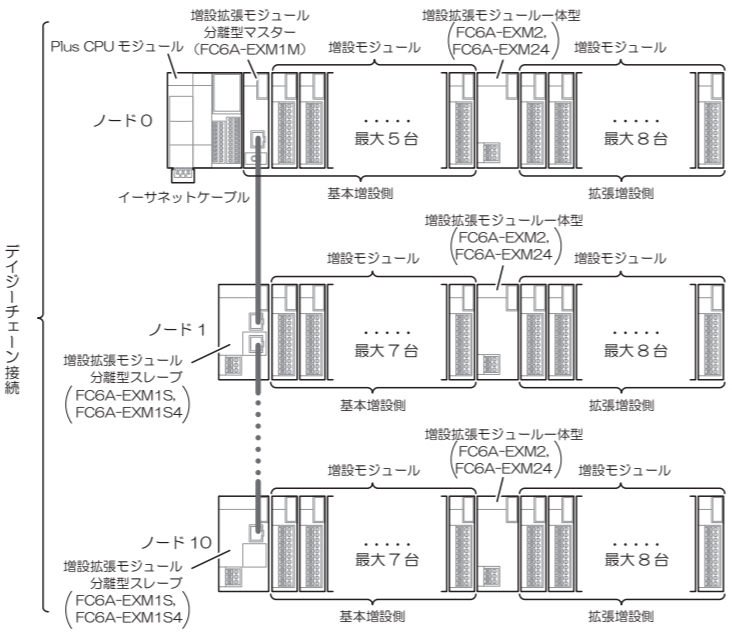 増設拡張モジュール
分離型マスター
(FC6A-EXM1M)
Plus CPU モジュール
増設モジュール
増設拡張モジュール一体型
(FC6A-EXM2,
FC6A-EXM24)
増設モジュール
ノード 0
・・・・・
最大 5 台
・・・・・
最大 8 台
イーサネットケーブル
基本増設側
拡張増設側
デイジーチェーン接続
増設拡張モジュール一体型
(FC6A-EXM2,
FC6A-EXM24)
増設モジュール
増設モジュール
ノード 1
・・・・・
最大 7 台
・・・・・
最大 8 台
増設拡張モジュール
分離型スレーブ
(FC6A-EXM1S,
FC6A-EXM1S4)
基本増設側
拡張増設側
増設拡張モジュール一体型
(FC6A-EXM2,
FC6A-EXM24)
増設モジュール
増設モジュール
ノード 10
・・・・・
最大 7 台
・・・・・
最大 8 台
増設拡張モジュール
分離型スレーブ
(FC6A-EXM1S,
FC6A-EXM1S4)
基本増設側
拡張増設側